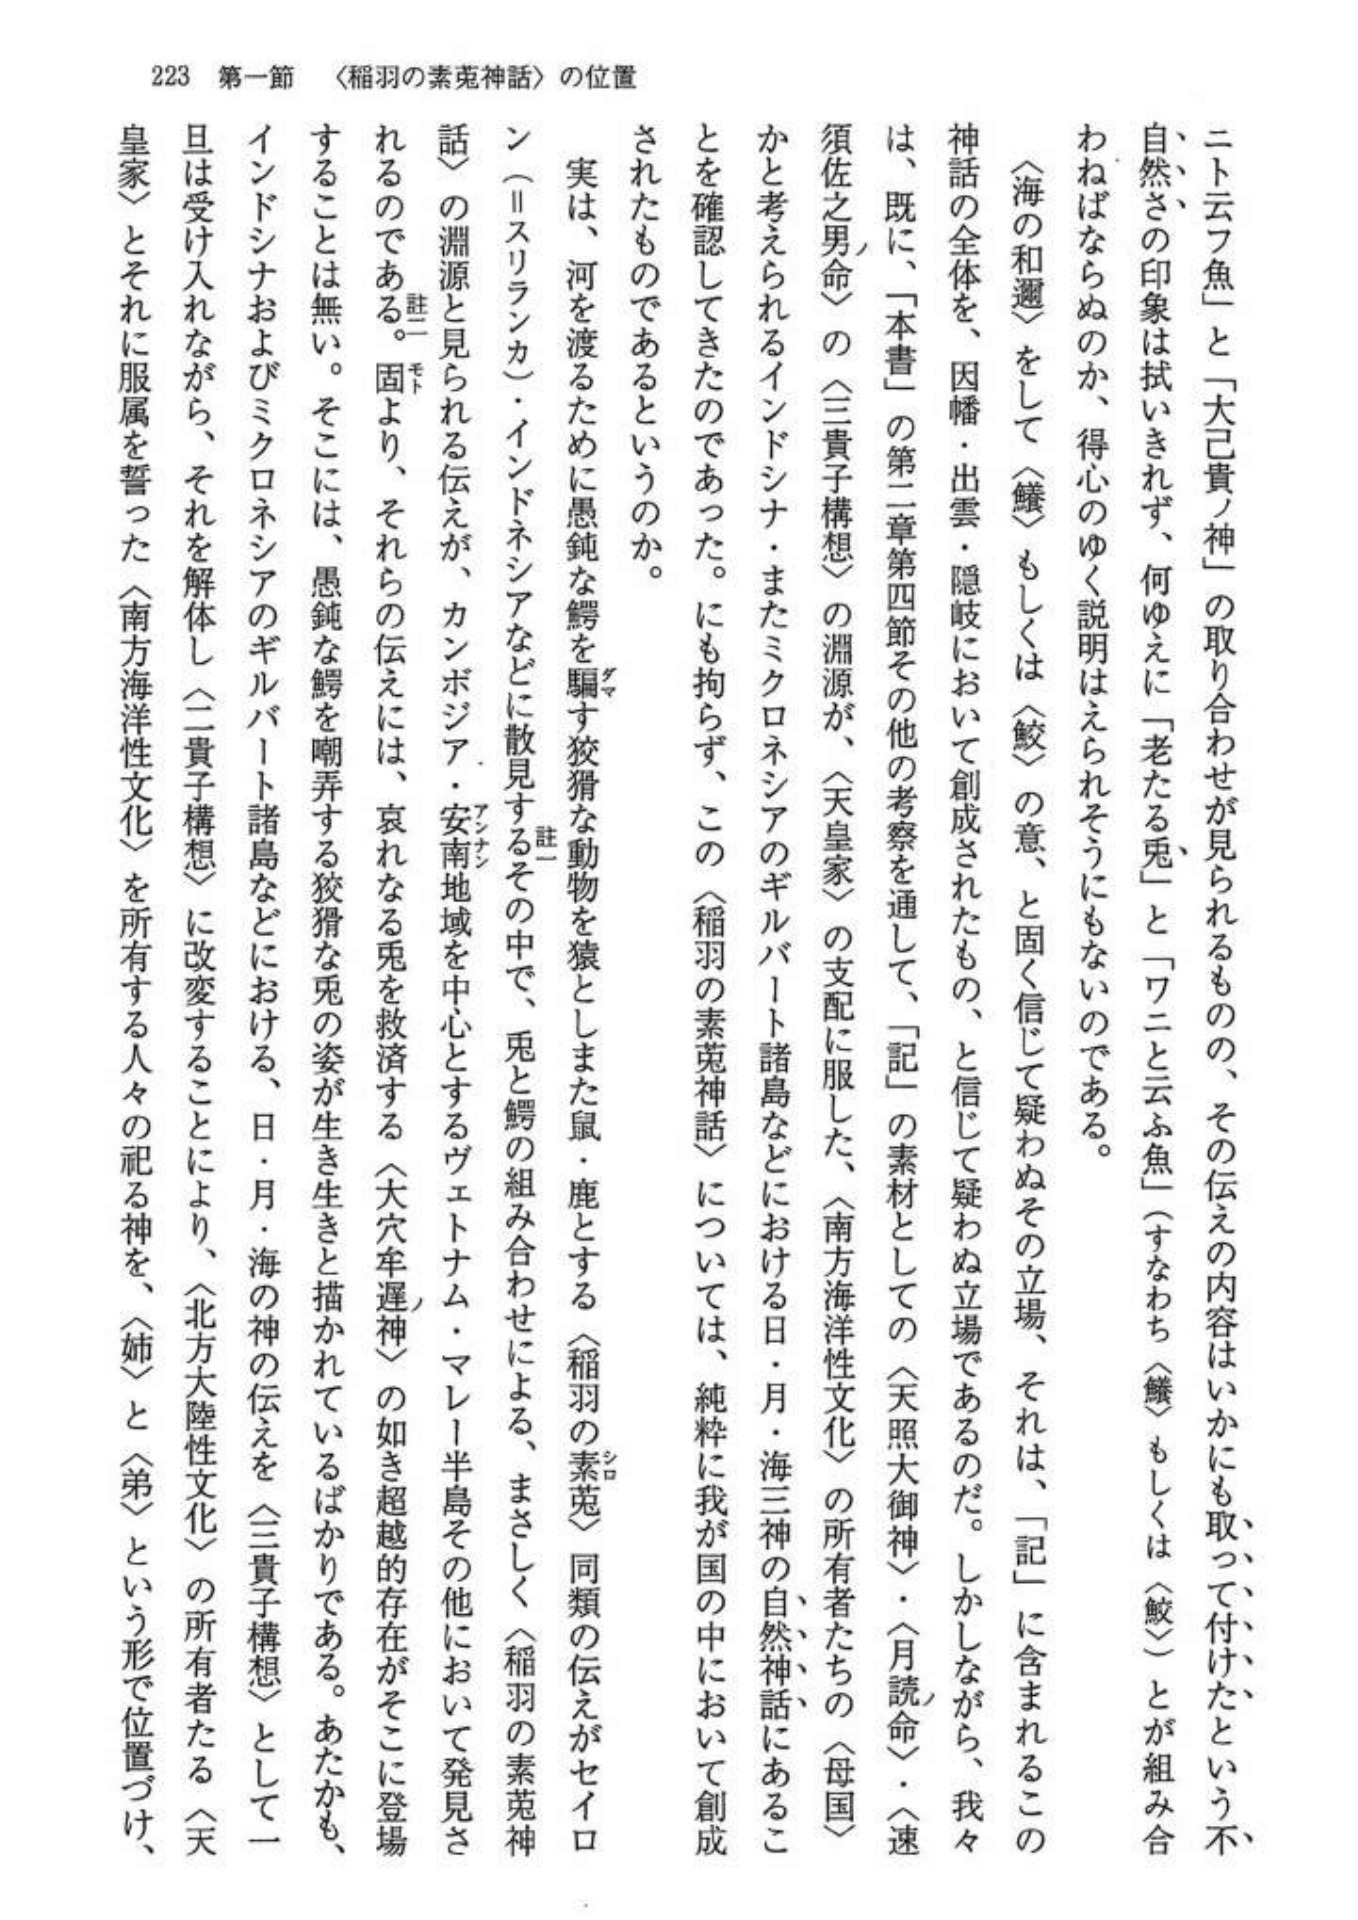 223　第一節　〈稲羽の素菟神話〉の位置
ニト云フ魚」と「大己貴ノ神」の取り合わせが見られるものの、その伝えの内容はいかにも取って付けたという不
自然さの印象は拭いきれず、何ゆえに「老たる兎」と「ワニと云ふ魚」（すなわち〈鱶〉もしくは〈鮫〉）とが組み合
わねばならぬのか、得心のゆく説明はえられそうにもないのである。
〈海の和邇〉をして〈鱶〉もしくは〈鮫〉の意、と固く信じて疑わぬその立場、それは、「記」に含まれるこの
神話の全体を、因幡・出雲・隠岐において創成されたもの、と信じて疑わぬ立場であるのだ。しかしながら、我々
は、既に、「本書」の第二章第四節その他の考察を通して、「記」の素材としての〈天照大御神〉・〈月読ノ命〉・〈速
須佐之男ノ命〉の〈三貴子構想〉の淵源が、〈天皇家〉の支配に服した、〈南方海洋性文化〉の所有者たちの〈母国〉
かと考えられるインドシナ・またミクロネシアのギルバート諸島などにおける日・月・海三神の自然神話にあるこ
とを確認してきたのであった。にも拘らず、この〈稲羽の素菟神話〉については、純粋に我が国の中において創成
されたものであるというのか。
実は、河を渡るために愚鈍な鰐を騙ダマす狡猾な動物を猿としまた鼠・鹿とする〈稲羽の素シロ菟〉同類の伝えがセイロ
ン（＝スリランカ）・インドネシアなどに散見する註一その中で、兎と鰐の組み合わせによる、まさしく〈稲羽の素菟神
話〉の淵源と見られる伝えが、カンボジア・安南アンナン地域を中心とするヴェトナム・マレー半島その他において発見さ
れるのである。註二固モトより、それらの伝えには、哀れなる兎を救済する〈大穴牟遅ノ神〉の如き超越的存在がそこに登場
することは無い。そこには、愚鈍な鰐を嘲弄する狡猾な兎の姿が生き生きと描かれているばかりである。あたかも、
インドシナおよびミクロネシアのギルバート諸島などにおける、日・月・海の神の伝えを〈三貴子構想〉として一
旦は受け入れながら、それを解体し〈二貴子構想〉に改変することにより、〈北方大陸性文化〉の所有者たる〈天
皇家〉とそれに服属を誓った〈南方海洋性文化〉を所有する人々の祀る神を、〈姉〉と〈弟〉という形で位置づけ、